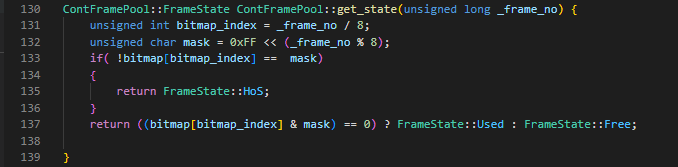 130 ContFramePool::FrameState ContFramePool::get_state(unsigned long _frame_no) {
131     unsigned int bitmap_index = _frame_no / 8;
132     unsigned char mask = 0xFF << (_frame_no % 8);
133     if( !bitmap[bitmap_index] ==  mask)
134     {
135         return FrameState::HoS;
136     }
137     return ((bitmap[bitmap_index] & mask) == 0) ? FrameState::Used : FrameState::Free;
138
139 }